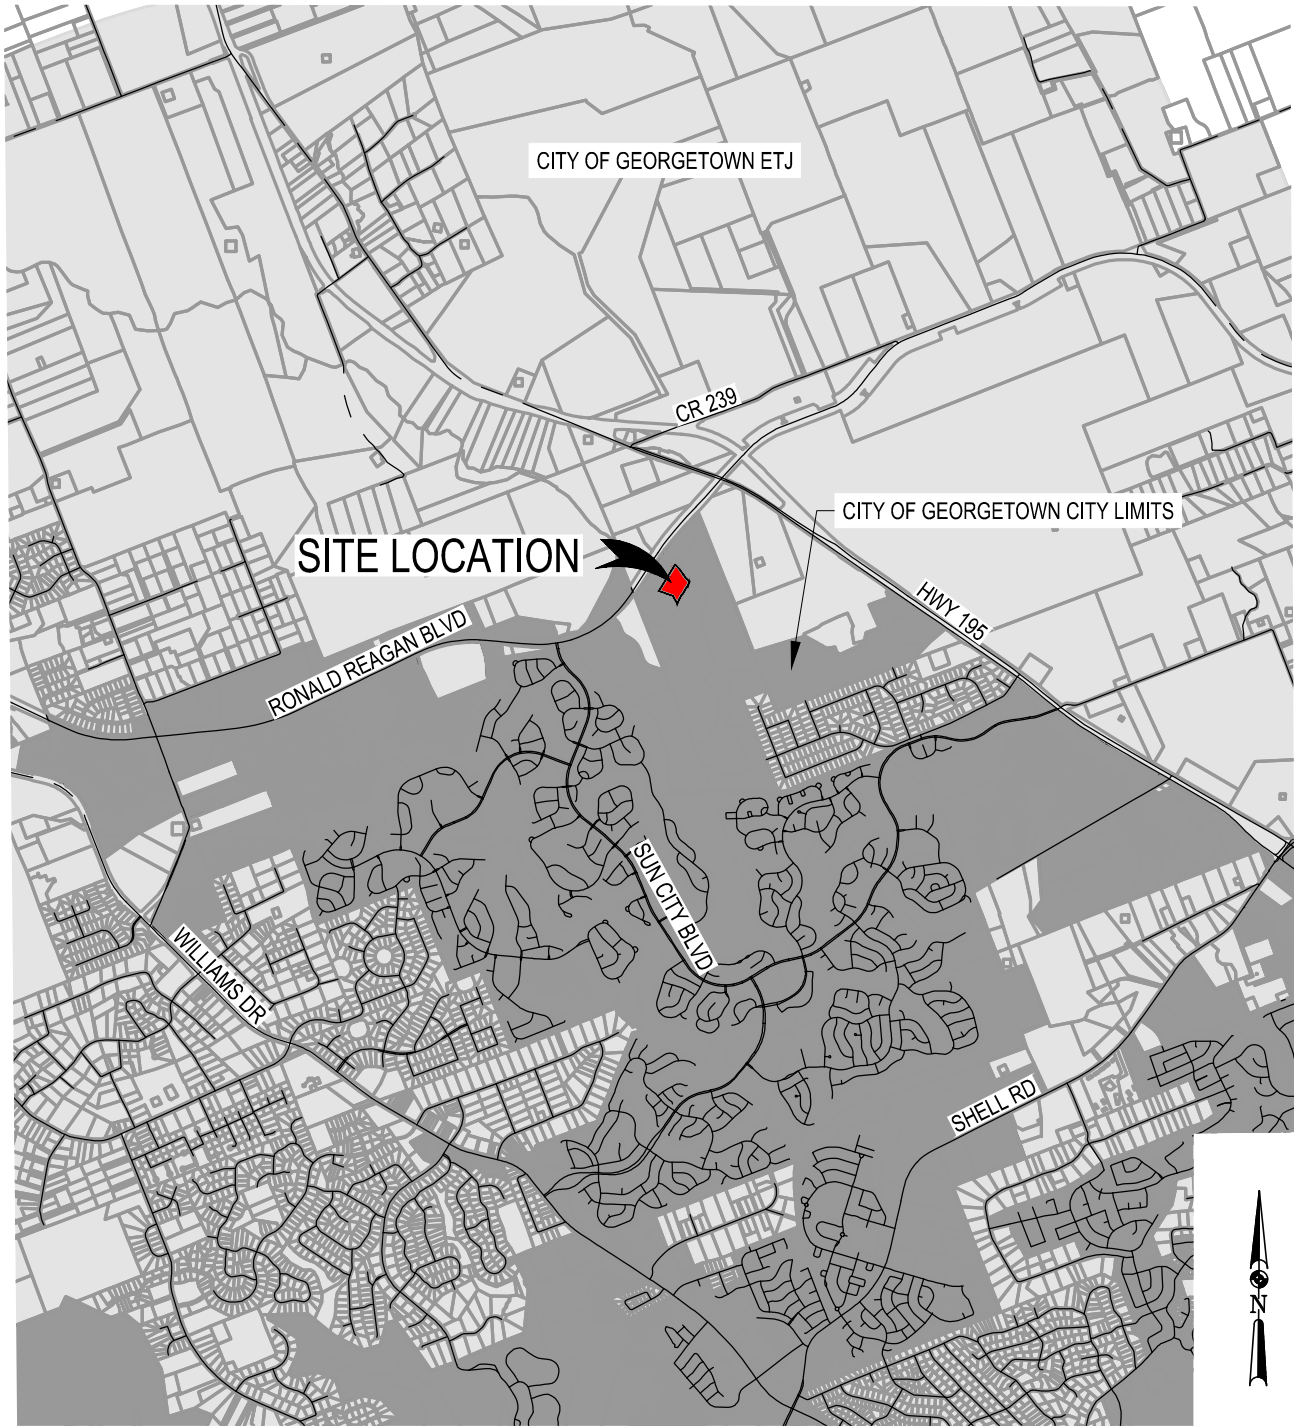 CITY OF GEORGETOWN ETJ
CR 239
CITY OF GEORGETOWN CITY LIMITS
SITE LOCATION
HWY 195
RONALD REAGAN BLVD
SUN CITY BLVD
WILLIAMS DR
SHELL RD
N